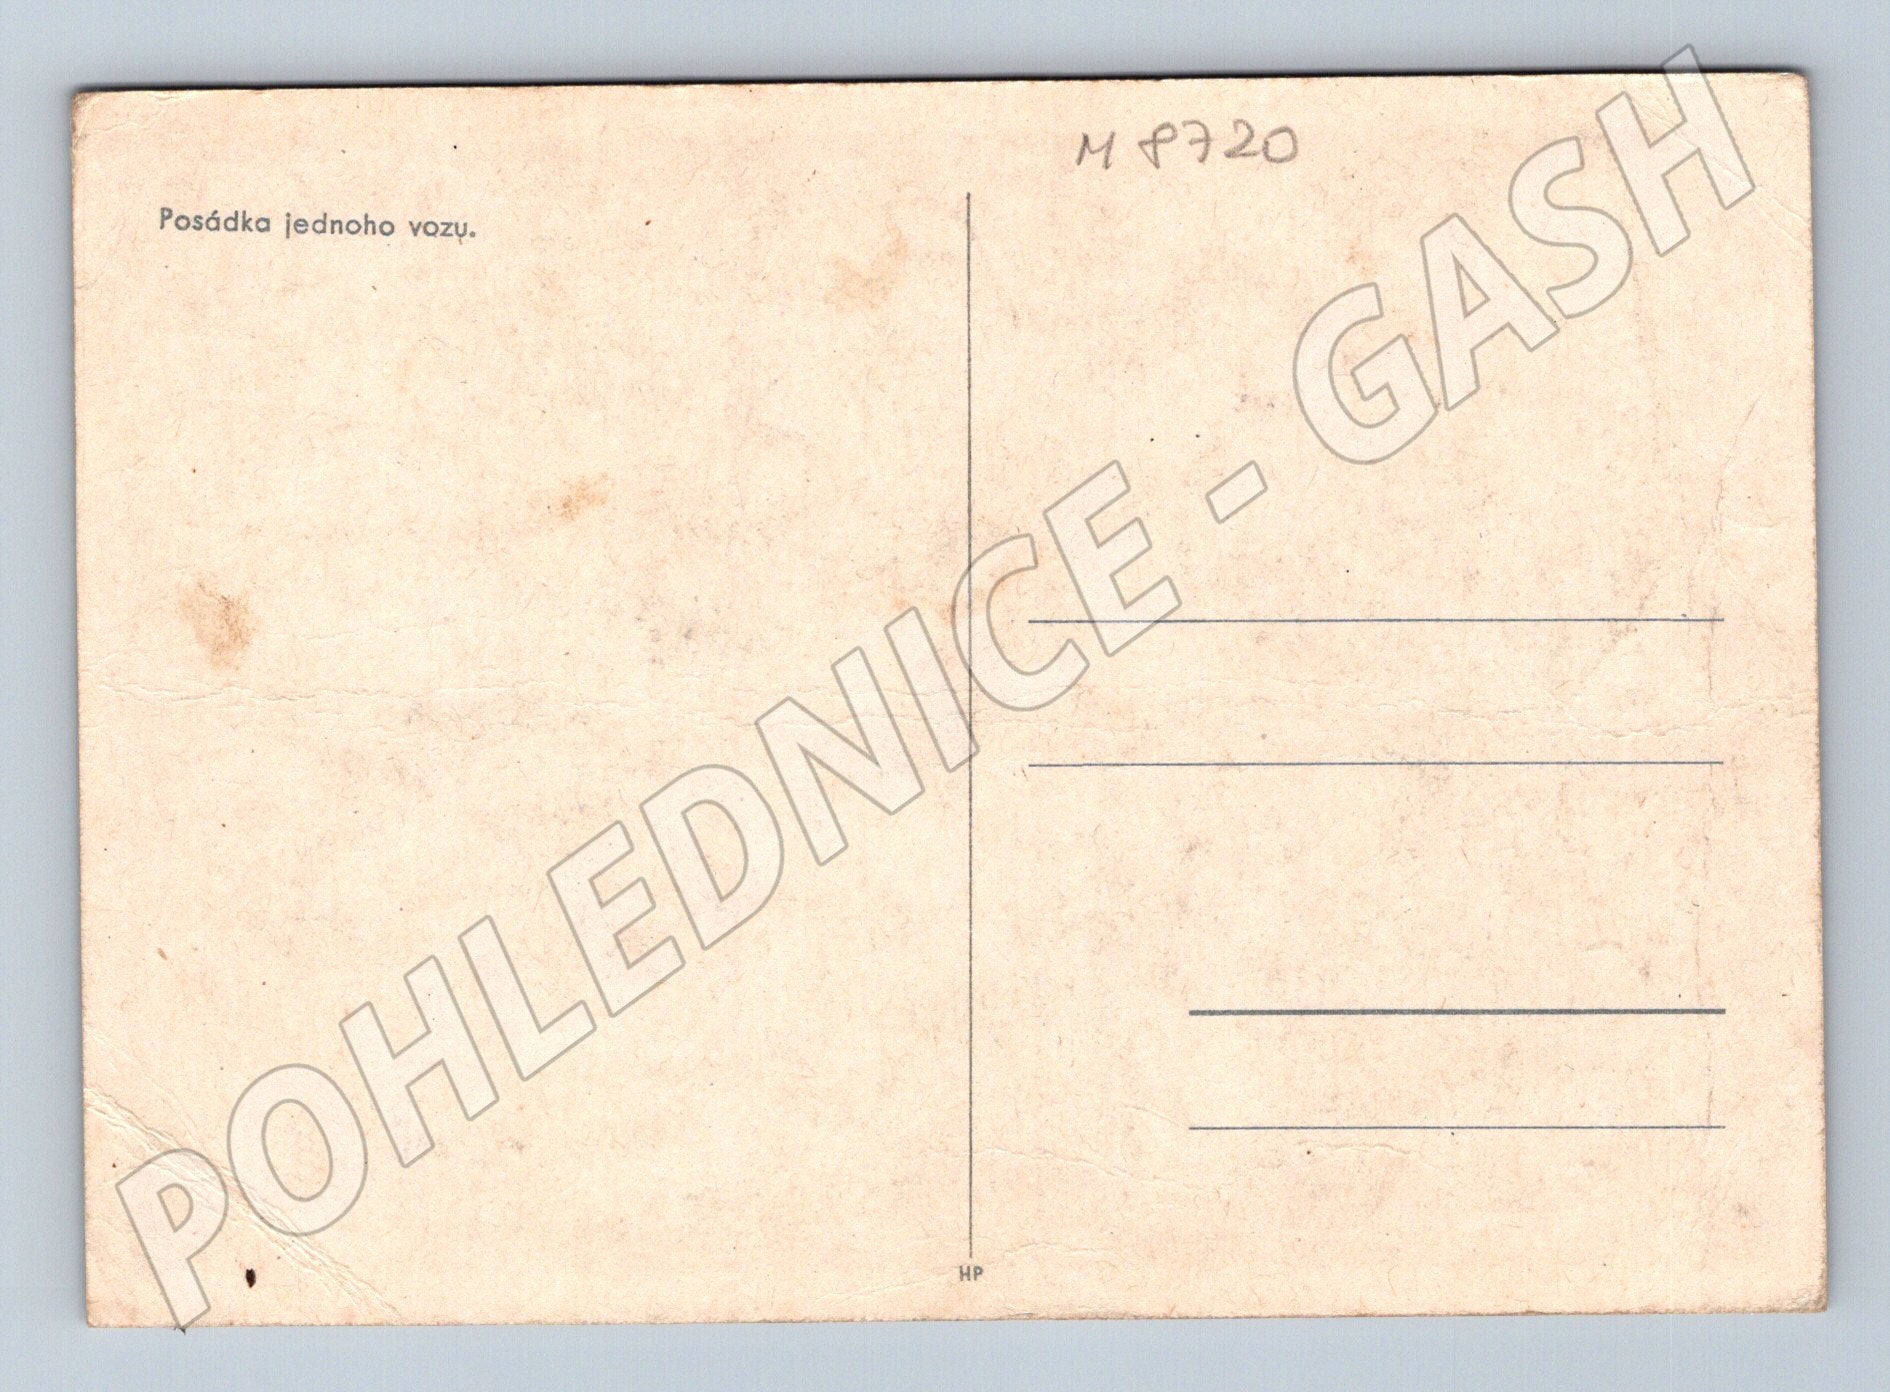 M 8720
Posádka jednoho vozu.
POHLEDNICE - GASH
HP